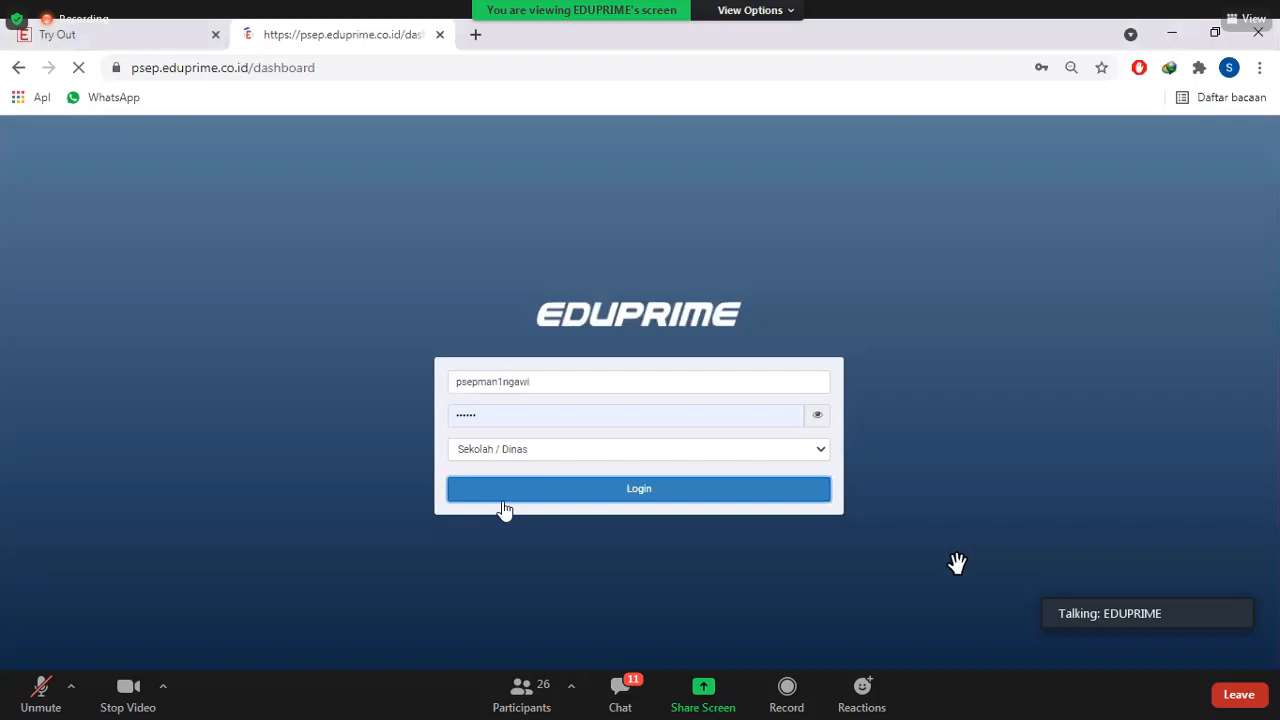 Recording
You are viewing EDUPRIME's screen
View Options
View
Try Out
https://psep.eduprime.co.id/das
psep.eduprime.co.id/dashboard
S
Apl
WhatsApp
Daftar bacaan
EDUPRIME
psepman1ngawi
••••••
Sekolah / Dinas
Login
Talking: EDUPRIME
Unmute
Stop Video
26
Participants
11
Chat
Share Screen
Record
Reactions
Leave